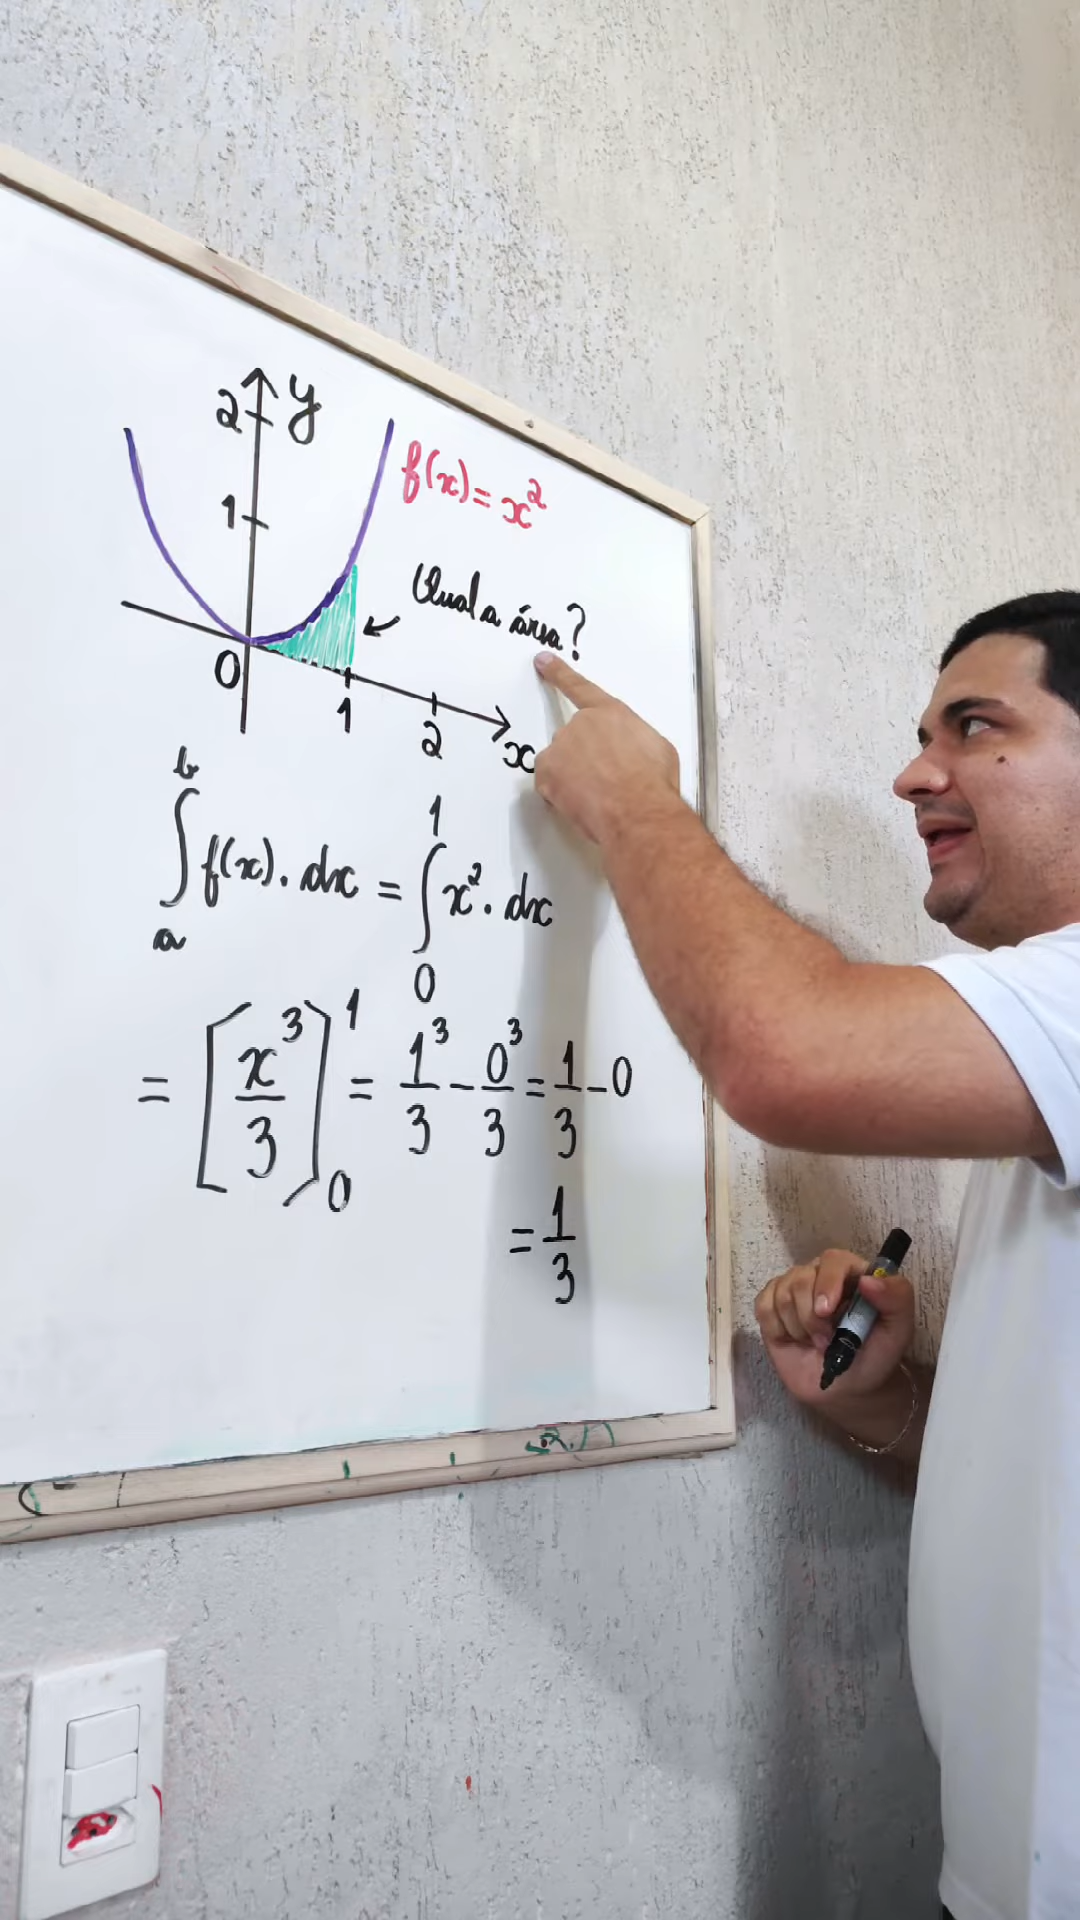 2 y
f(x) = x²
1
Qual a área?
0
1
2
x
∫ₐᵇ f(x) . dx = ∫₀¹ x² . dx
= [x³/3]₀¹ = 1³/3 - 0³/3 = 1/3 - 0
= 1/3